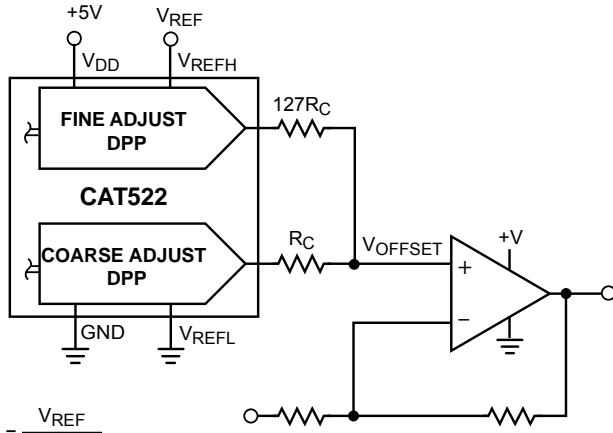 +5V
VREF
VDD
VREFH
FINE ADJUST
DPP
127RC
CAT522
COARSE ADJUST
DPP
RC
VOFFSET
+V
+
−
GND
VREFL
– VREF